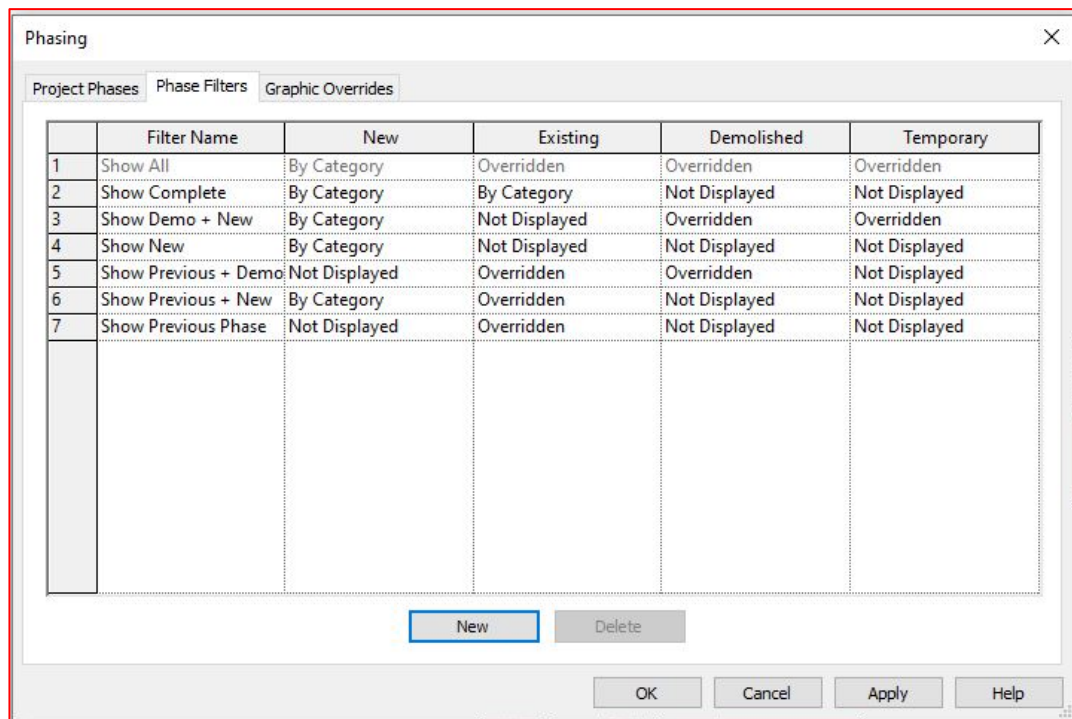 Phasing
Project Phases Phase Filters Graphic Overrides
Filter Name New Existing Demolished Temporary
1 Show All By Category Overridden Overridden Overridden
2 Show Complete By Category By Category Not Displayed Not Displayed
3 Show Demo + New By Category Not Displayed Overridden Overridden
4 Show New By Category Not Displayed Not Displayed Not Displayed
5 Show Previous + Demo Not Displayed Overridden Overridden Not Displayed
6 Show Previous + New By Category Overridden Not Displayed Not Displayed
7 Show Previous Phase Not Displayed Overridden Not Displayed Not Displayed
New Delete
OK Cancel Apply Help